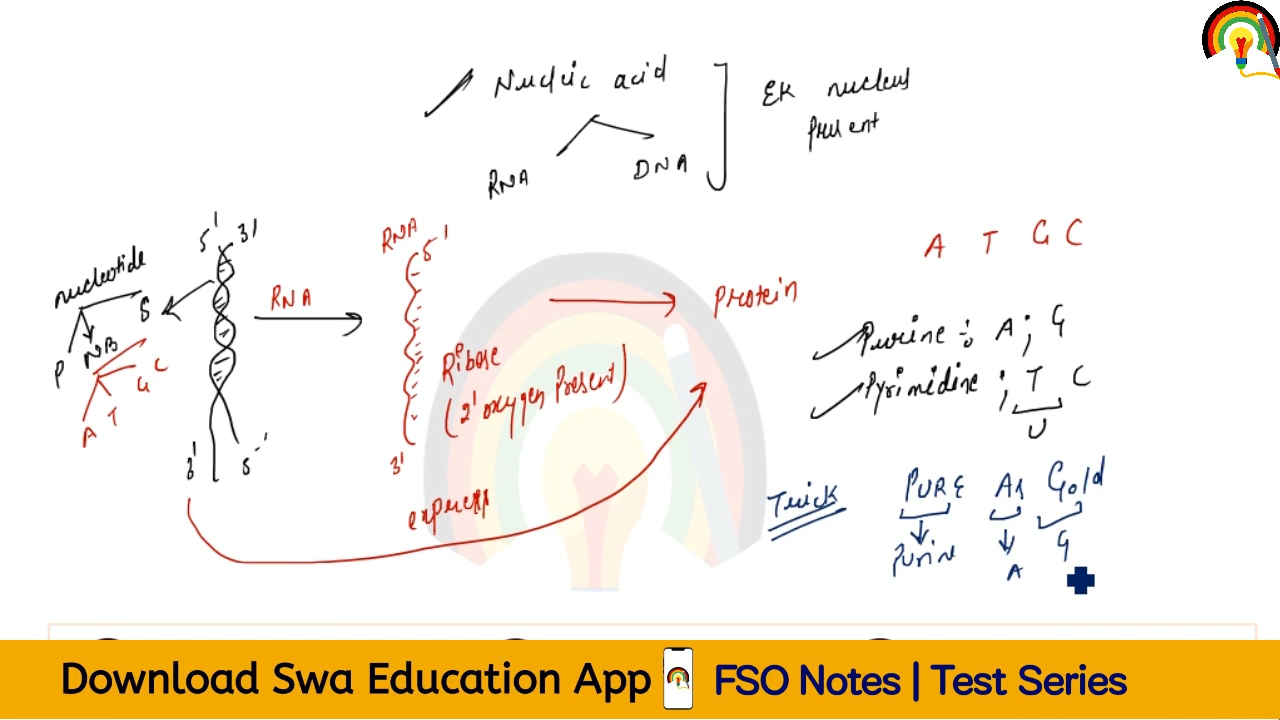 Nucleic acid
EK nucleus
Present
RNA DNA
5' 3'
nucleotide
P NB S
A T G C
3' 5'
RNA
RNA
5'
3'
Ribose
(2' oxygen Present)
Protein
express
A T G C
Purine : A ; G
Pyrimidine ; T C
U
Trick PURE As Gold
Purin A G
Download Swa Education App FSO Notes | Test Series